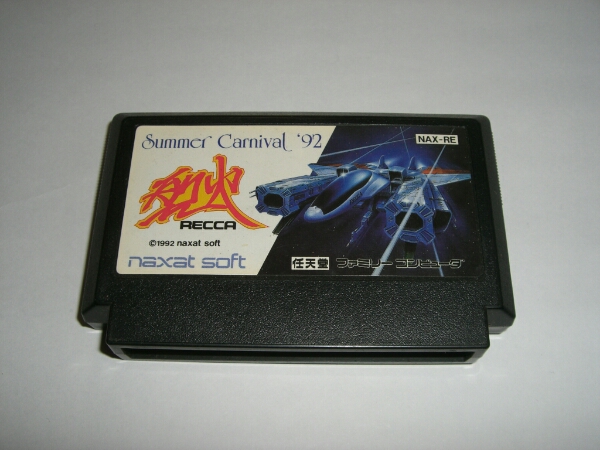 Summer Carnival '92
NAX-RE
烈火
RECCA
©1992 naxat soft
naxat soft
任天堂 ファミリーコンピュータ